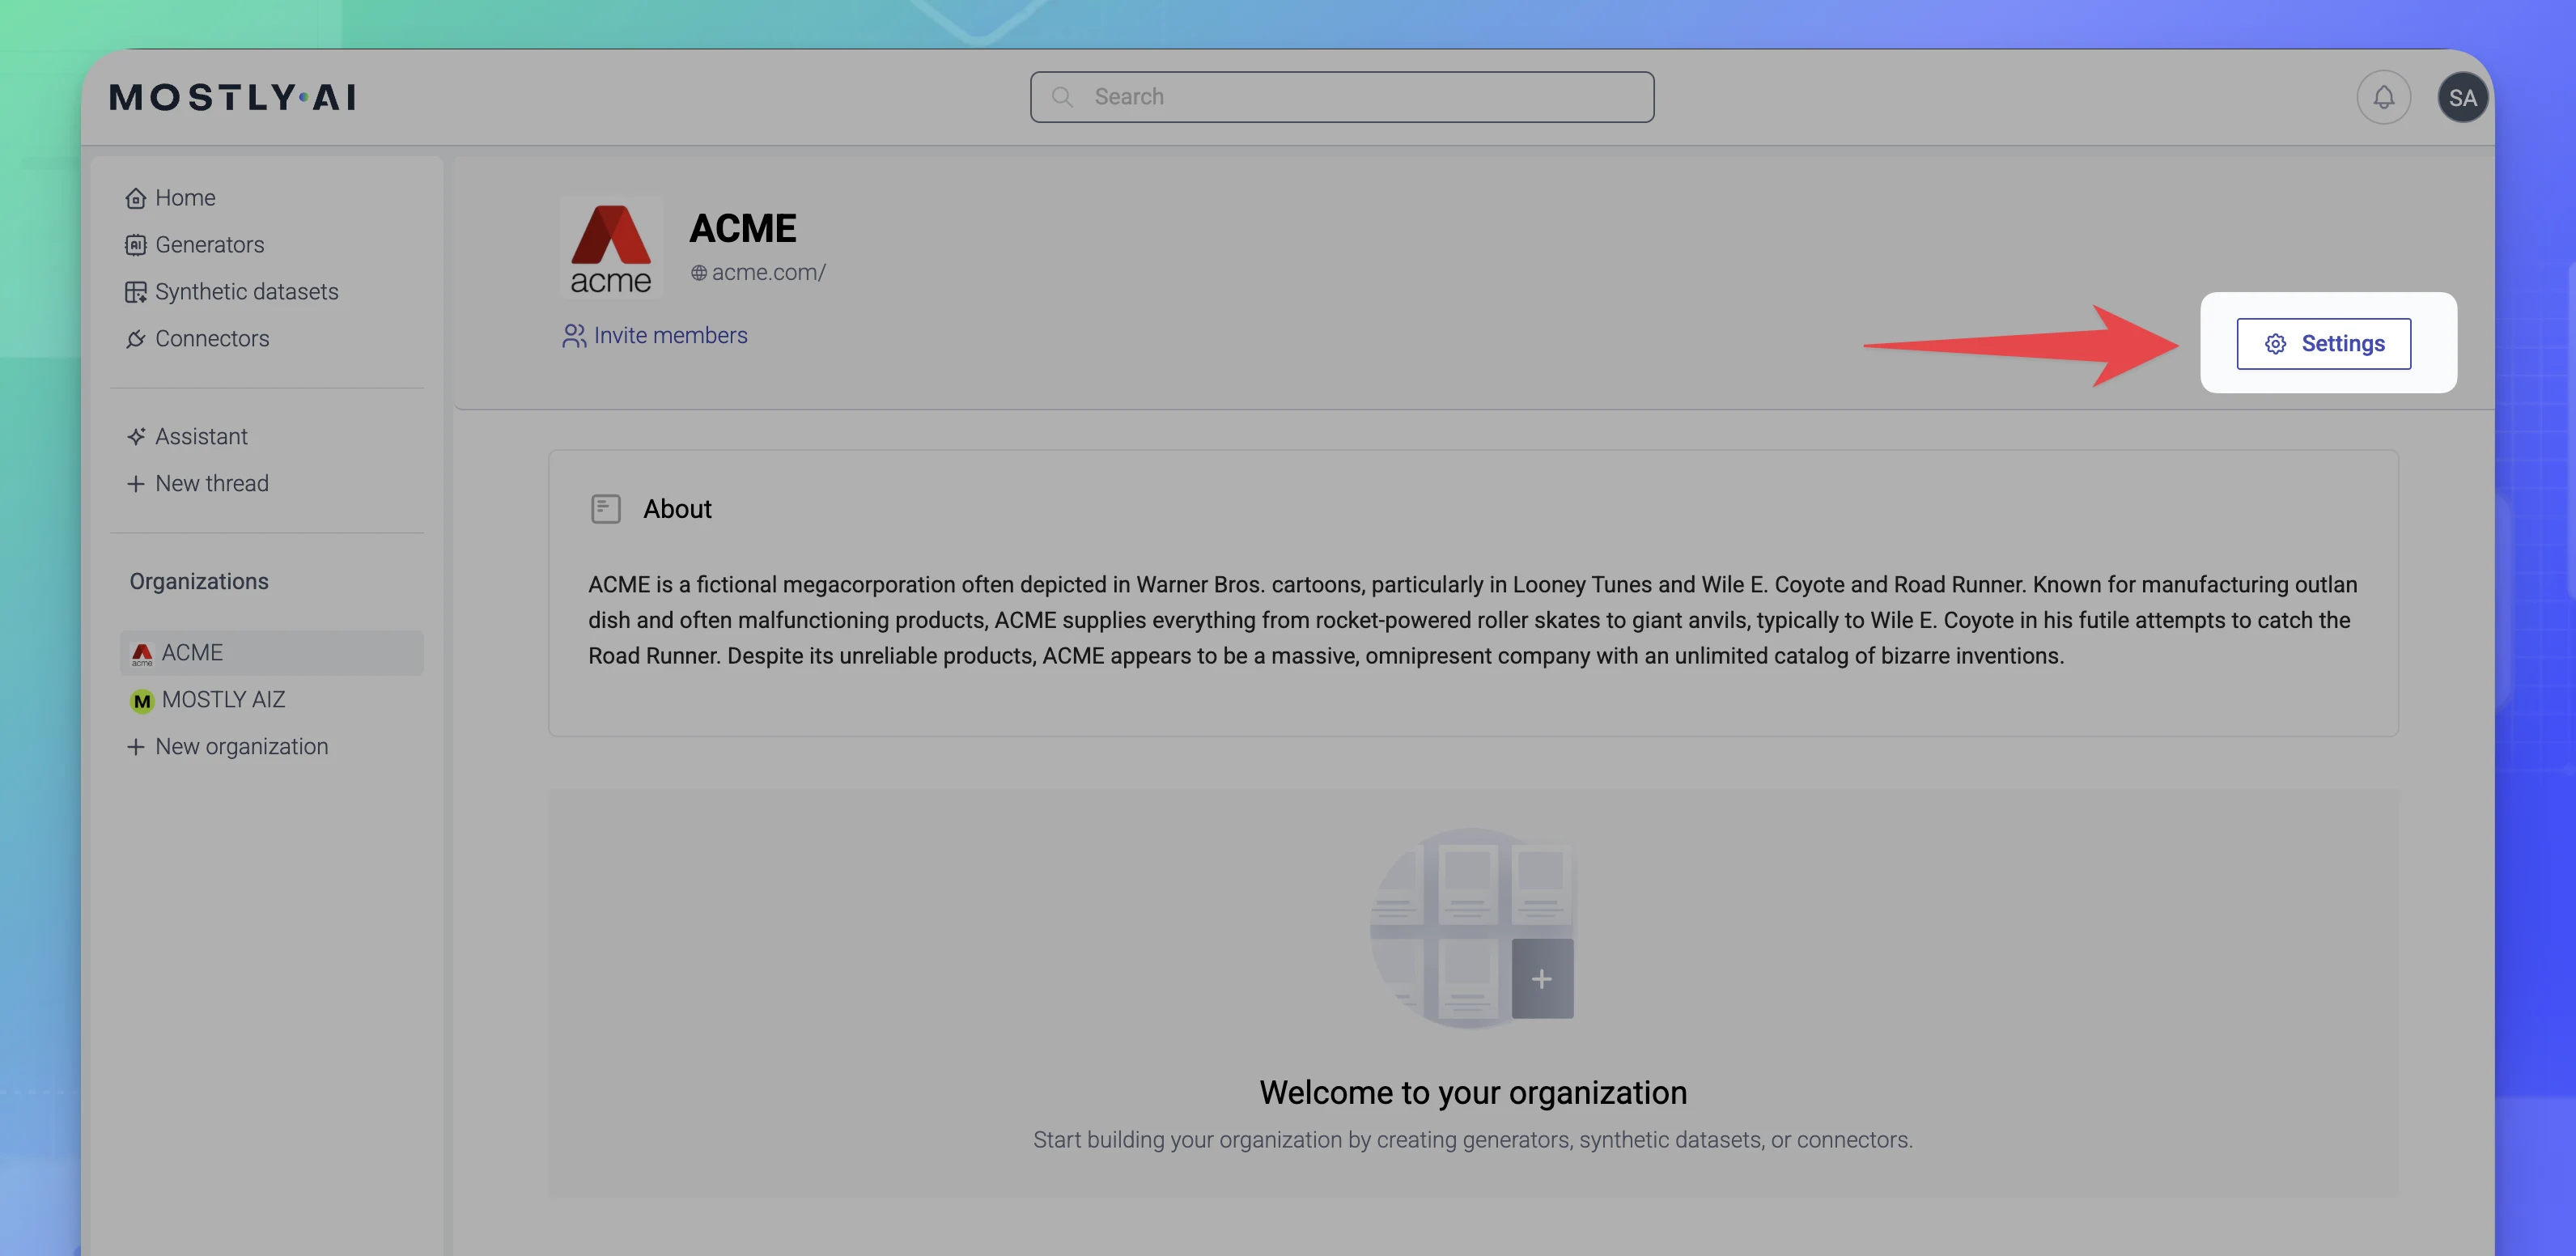 MOSTLY·AI
Search
SA
Home
Generators
Synthetic datasets
Connectors
Assistant
New thread
Organizations
acme ACME
M MOSTLY AIZ
New organization
acme
ACME
acme.com/
Invite members
Settings
About
ACME is a fictional megacorporation often depicted in Warner Bros. cartoons, particularly in Looney Tunes and Wile E. Coyote and Road Runner. Known for manufacturing outlan
dish and often malfunctioning products, ACME supplies everything from rocket-powered roller skates to giant anvils, typically to Wile E. Coyote in his futile attempts to catch the
Road Runner. Despite its unreliable products, ACME appears to be a massive, omnipresent company with an unlimited catalog of bizarre inventions.
Welcome to your organization
Start building your organization by creating generators, synthetic datasets, or connectors.